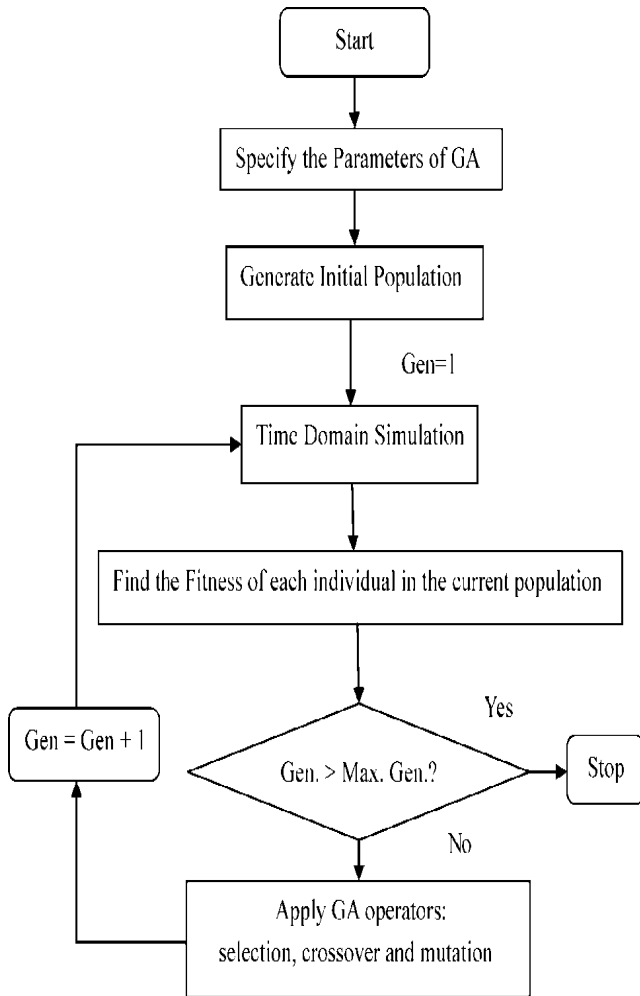 Start
Specify the Parameters of GA
Generate Initial Population
Gen=1
Time Domain Simulation
Find the Fitness of each individual in the current population
Yes
Gen = Gen + 1
Gen. > Max. Gen.?
Stop
No
Apply GA operators:
selection, crossover and mutation